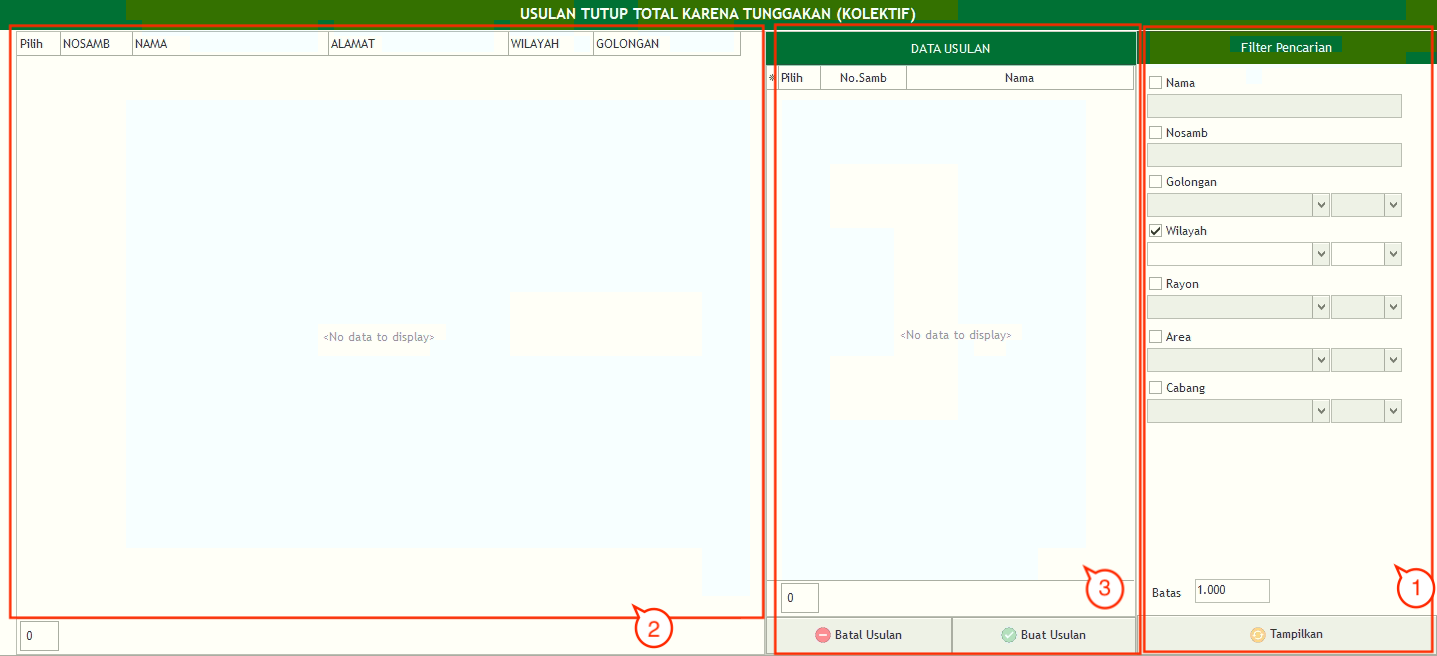 USULAN TUTUP TOTAL KARENA TUNGGAKAN (KOLEKTIF)
Pilih NOSAMB NAMA ALAMAT WILAYAH GOLONGAN
<No data to display>
0
2
DATA USULAN
* Pilih No.Samb Nama
<No data to display>
0
3
Batal Usulan Buat Usulan
Filter Pencarian
Nama
Nosamb
Golongan
Wilayah
Rayon
Area
Cabang
Batas 1.000
1
Tampilkan